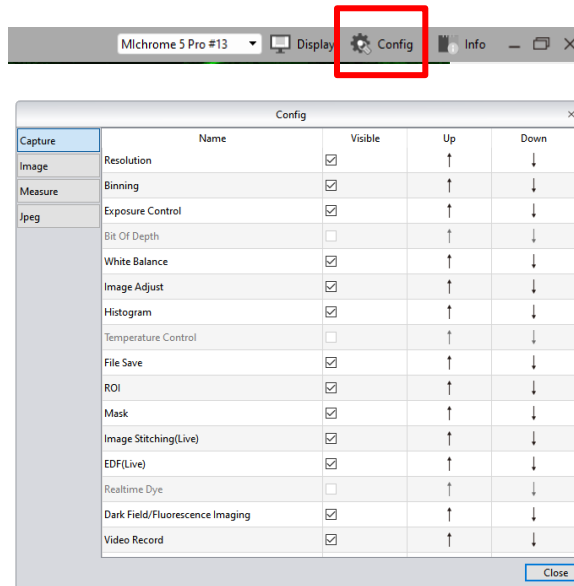 MIchrome 5 Pro #13 Display Config Info
Config
Capture Name Visible Up Down
Image Resolution
Measure Binning
Jpeg Exposure Control
Bit Of Depth
White Balance
Image Adjust
Histogram
Temperature Control
File Save
ROI
Mask
Image Stitching(Live)
EDF(Live)
Realtime Dye
Dark Field/Fluorescence Imaging
Video Record
Close